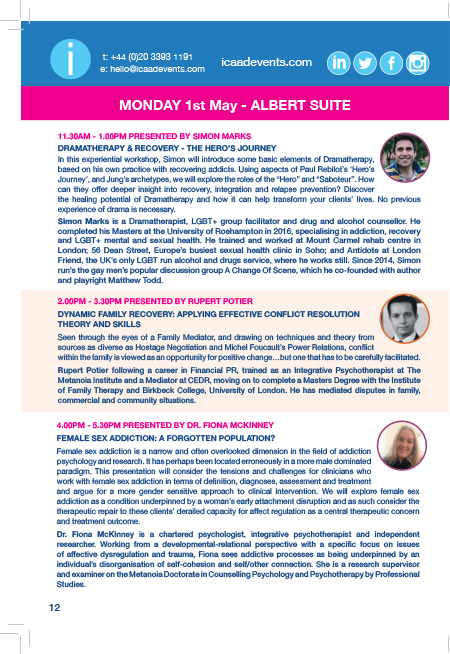 i
t: +44 (0)20 3393 1191
e: hello@icaadevents.com
icaadevents.com
in
f
MONDAY 1st May - ALBERT SUITE
11.30AM - 1.00PM PRESENTED BY SIMON MARKS
DRAMATHERAPY & RECOVERY - THE HERO'S JOURNEY
In this experiential workshop, Simon will introduce some basic elements of Dramatherapy,
based on his own practice with recovering addicts. Using aspects of Paul Rebilot's 'Hero's
Journey', and Jung's archetypes, we will explore the roles of the "Hero" and "Saboteur". How
can they offer deeper insight into recovery, integration and relapse prevention? Discover
the healing potential of Dramatherapy and how it can help transform your clients' lives. No previous
experience of drama is necessary.
Simon Marks is a Dramatherapist, LGBT+ group facilitator and drug and alcohol counsellor. He
completed his Masters at the University of Roehampton in 2016, specialising in addiction, recovery
and LGBT+ mental and sexual health. He trained and worked at Mount Carmel rehab centre in
London; 56 Dean Street, Europe's busiest sexual health clinic in Soho; and Antidote at London
Friend, the UK's only LGBT run alcohol and drugs service, where he works still. Since 2014, Simon
run's the gay men's popular discussion group A Change Of Scene, which he co-founded with author
and playright Matthew Todd.
2.00PM - 3.30PM PRESENTED BY RUPERT POTIER
DYNAMIC FAMILY RECOVERY: APPLYING EFFECTIVE CONFLICT RESOLUTION
THEORY AND SKILLS
Seen through the eyes of a Family Mediator, and drawing on techniques and theory from
sources as diverse as Hostage Negotiation and Michel Foucault's Power Relations, conflict
within the family is viewed as an opportunity for positive change…but one that has to be carefully facilitated.
Rupert Potier following a career in Financial PR, trained as an Integrative Psychotherapist at The
Metanoia Institute and a Mediator at CEDR, moving on to complete a Masters Degree with the Institute
of Family Therapy and Birkbeck College, University of London. He has mediated disputes in family,
commercial and community situations.
4.00PM - 5.30PM PRESENTED BY DR. FIONA MCKINNEY
FEMALE SEX ADDICTION: A FORGOTTEN POPULATION?
Female sex addiction is a narrow and often overlooked dimension in the field of addiction
psychology and research. It has perhaps been located erroneously in a more male dominated
paradigm. This presentation will consider the tensions and challenges for clinicians who
work with female sex addiction in terms of definition, diagnoses, assessment and treatment
and argue for a more gender sensitive approach to clinical intervention. We will explore female sex
addiction as a condition underpinned by a woman's early attachment disruption and as such consider the
therapeutic repair to these clients' derailed capacity for affect regulation as a central therapeutic concern
and treatment outcome.
Dr. Fiona McKinney is a chartered psychologist, integrative psychotherapist and independent
researcher. Working from a developmental-relational perspective with a specific focus on issues
of affective dysregulation and trauma, Fiona sees addictive processes as being underpinned by an
individual's disorganisation of self-cohesion and self/other connection. She is a research supervisor
and examiner on the Metanoia Doctorate in Counselling Psychology and Psychotherapy by Professional
Studies.
12